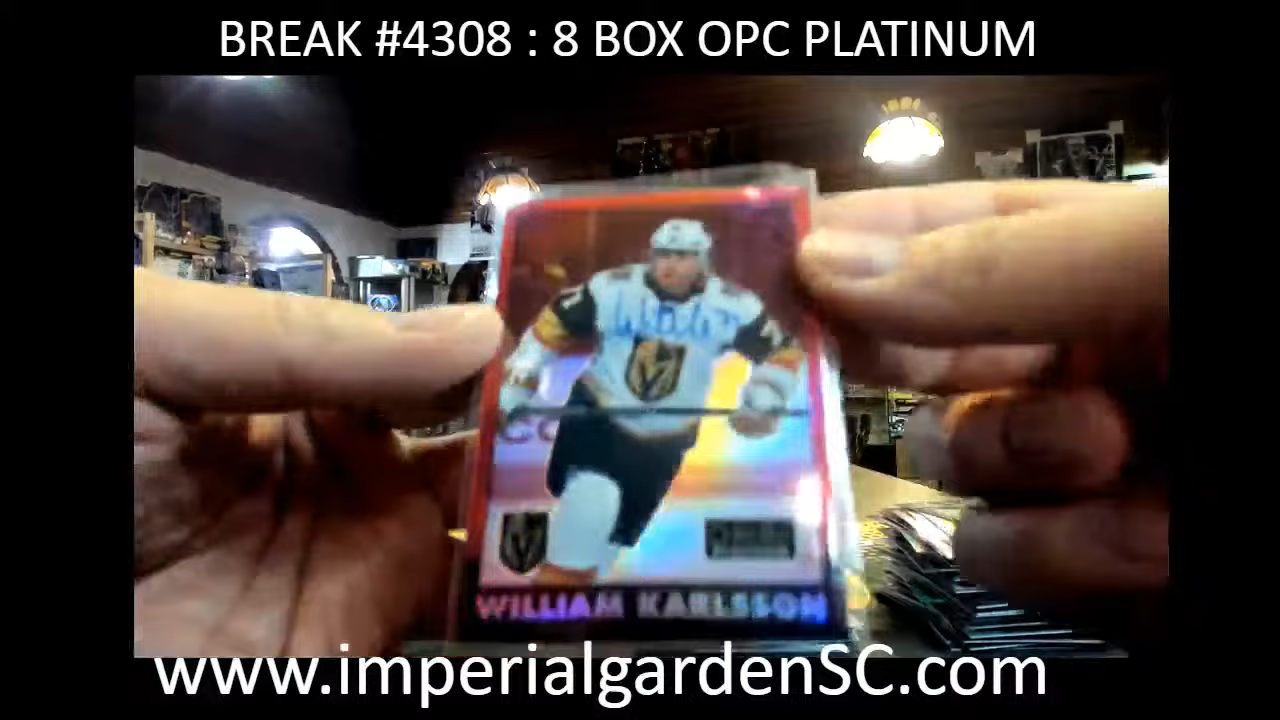 BREAK #4308 : 8 BOX OPC PLATINUM
WILLIAM KARLSSON
www.imperialgardenSC.com